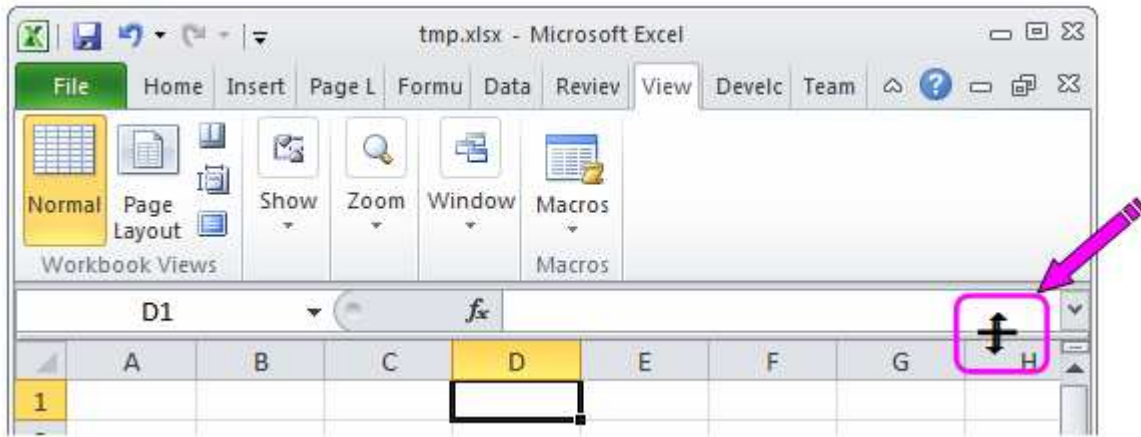 tmp.xlsx - Microsoft Excel
File Home Insert Page L Formu Data Reviev View Develc Team
Normal Page Layout Show Zoom Window Macros
Workbook Views Macros
D1 fx
A B C D E F G H
1